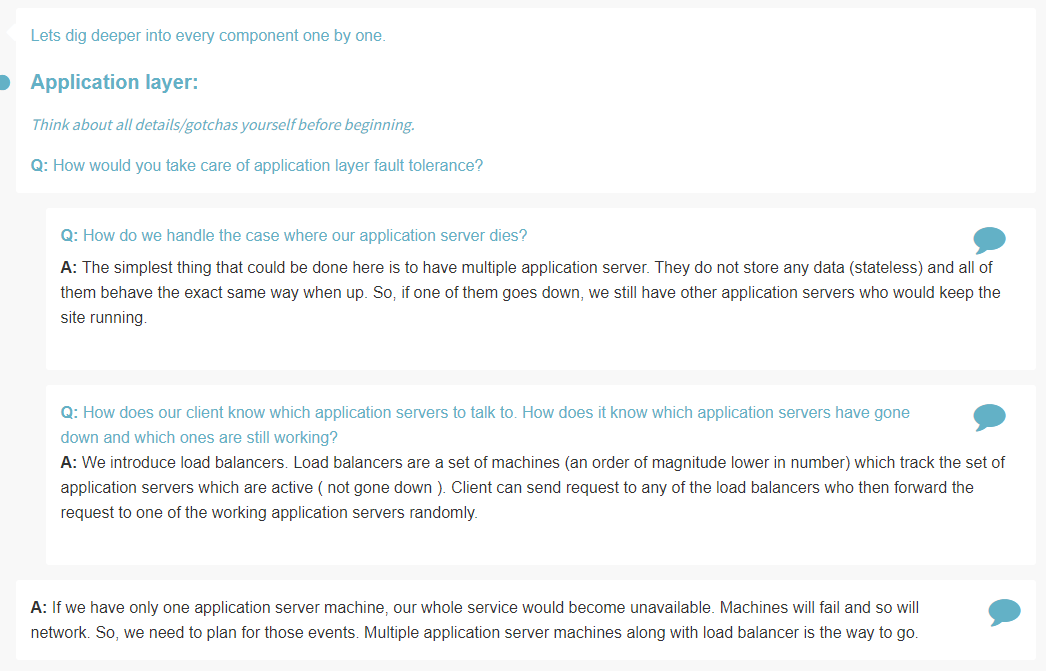 Lets dig deeper into every component one by one.
Application layer:
Think about all details/gotchas yourself before beginning.
Q: How would you take care of application layer fault tolerance?
Q: How do we handle the case where our application server dies?
A: The simplest thing that could be done here is to have multiple application server. They do not store any data (stateless) and all of
them behave the exact same way when up. So, if one of them goes down, we still have other application servers who would keep the
site running.
Q: How does our client know which application servers to talk to. How does it know which application servers have gone
down and which ones are still working?
A: We introduce load balancers. Load balancers are a set of machines (an order of magnitude lower in number) which track the set of
application servers which are active ( not gone down ). Client can send request to any of the load balancers who then forward the
request to one of the working application servers randomly.
A: If we have only one application server machine, our whole service would become unavailable. Machines will fail and so will
network. So, we need to plan for those events. Multiple application server machines along with load balancer is the way to go.